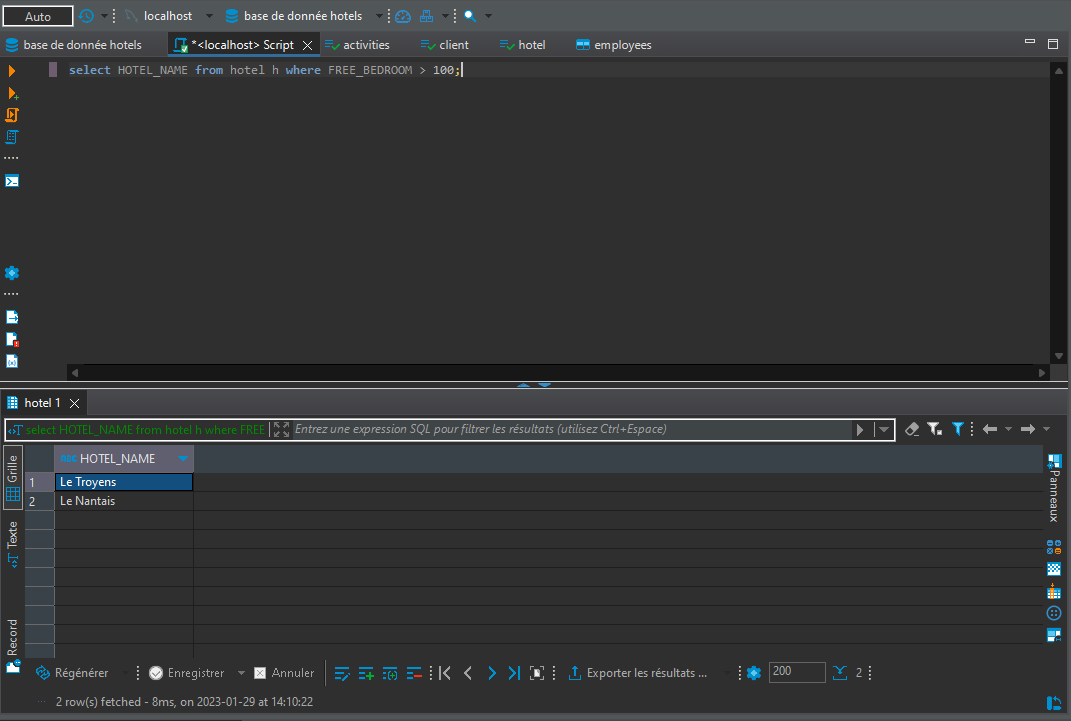 Auto localhost base de donnée hotels
base de donnée hotels *<localhost> Script activities client hotel employees
select HOTEL_NAME from hotel h where FREE_BEDROOM > 100;
hotel 1
select HOTEL_NAME from hotel h where FREE Entrez une expression SQL pour filtrer les résultats (utilisez Ctrl+Espace)
Grille
Texte
Record
ABC HOTEL_NAME
1 Le Troyens
2 Le Nantais
Panneaux
Régénérer Enregistrer Annuler Exporter les résultats ... 200 2
2 row(s) fetched - 8ms, on 2023-01-29 at 14:10:22